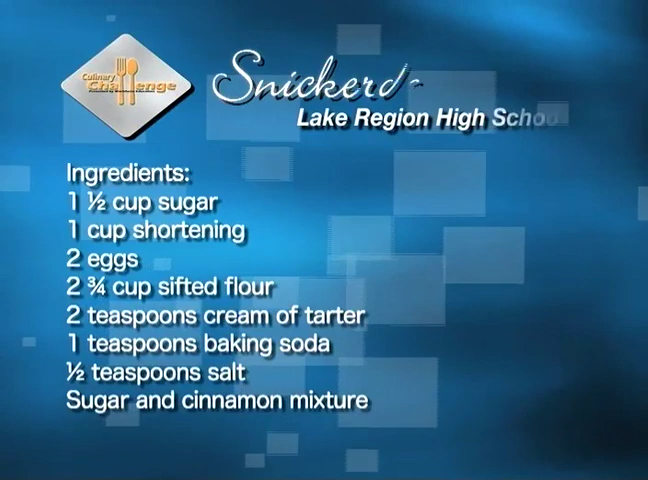 Culinary
Challenge
Snickerd
Lake Region High School
Ingredients:
1 ½ cup sugar
1 cup shortening
2 eggs
2 ¾ cup sifted flour
2 teaspoons cream of tarter
1 teaspoons baking soda
½ teaspoons salt
Sugar and cinnamon mixture